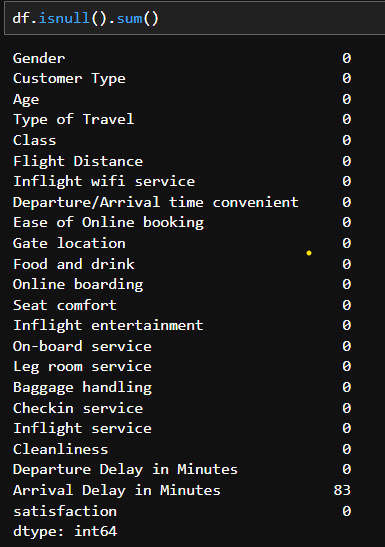 df.isnull().sum()
Gender 0
Customer Type 0
Age 0
Type of Travel 0
Class 0
Flight Distance 0
Inflight wifi service 0
Departure/Arrival time convenient 0
Ease of Online booking 0
Gate location 0
Food and drink 0
Online boarding 0
Seat comfort 0
Inflight entertainment 0
On-board service 0
Leg room service 0
Baggage handling 0
Checkin service 0
Inflight service 0
Cleanliness 0
Departure Delay in Minutes 0
Arrival Delay in Minutes 83
satisfaction 0
dtype: int64